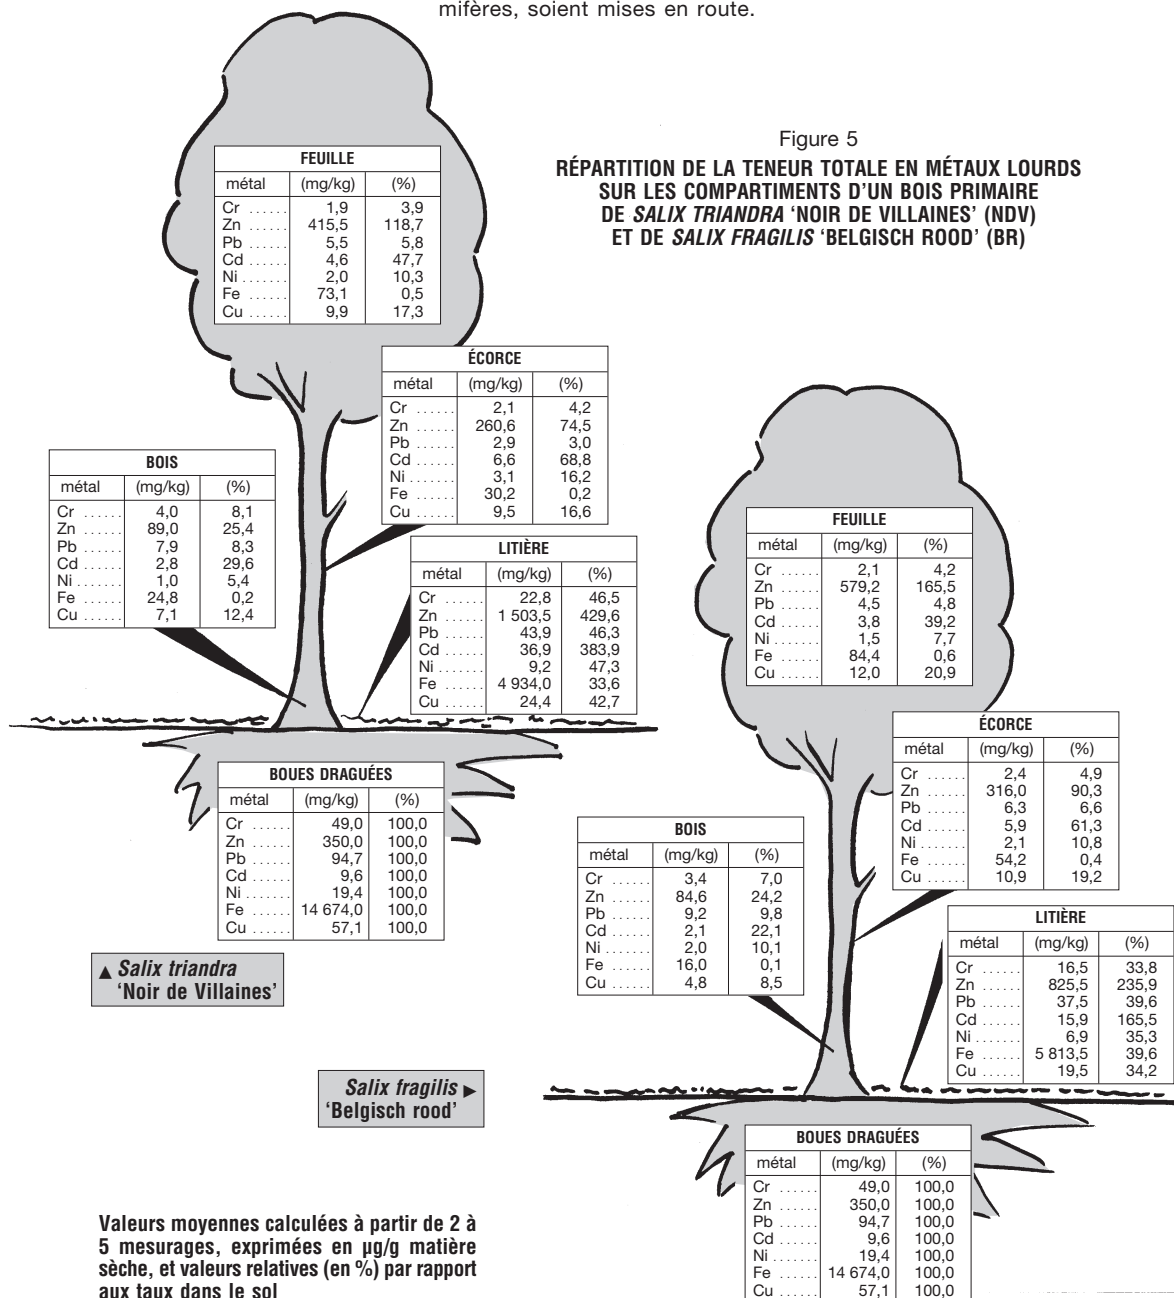 mifères, soient mises en route.
Figure 5
RÉPARTITION DE LA TENEUR TOTALE EN MÉTAUX LOURDS
SUR LES COMPARTIMENTS D'UN BOIS PRIMAIRE
DE SALIX TRIANDRA ‘NOIR DE VILLAINES’ (NDV)
ET DE SALIX FRAGILIS ‘BELGISCH ROOD’ (BR)
FEUILLE
métal (mg/kg) (%)
Cr ...... 1,9 3,9
Zn ...... 415,5 118,7
Pb ...... 5,5 5,8
Cd ...... 4,6 47,7
Ni ....... 2,0 10,3
Fe ...... 73,1 0,5
Cu ...... 9,9 17,3
ÉCORCE
métal (mg/kg) (%)
Cr ...... 2,1 4,2
Zn ...... 260,6 74,5
Pb ...... 2,9 3,0
Cd ...... 6,6 68,8
Ni ....... 3,1 16,2
Fe ...... 30,2 0,2
Cu ...... 9,5 16,6
BOIS
métal (mg/kg) (%)
Cr ...... 4,0 8,1
Zn ...... 89,0 25,4
Pb ...... 7,9 8,3
Cd ...... 2,8 29,6
Ni ....... 1,0 5,4
Fe ...... 24,8 0,2
Cu ...... 7,1 12,4
LITIÈRE
métal (mg/kg) (%)
Cr ...... 22,8 46,5
Zn ...... 1 503,5 429,6
Pb ...... 43,9 46,3
Cd ...... 36,9 383,9
Ni ....... 9,2 47,3
Fe ...... 4 934,0 33,6
Cu ...... 24,4 42,7
BOUES DRAGUÉES
métal (mg/kg) (%)
Cr ...... 49,0 100,0
Zn ...... 350,0 100,0
Pb ...... 94,7 100,0
Cd ...... 9,6 100,0
Ni ....... 19,4 100,0
Fe ...... 14 674,0 100,0
Cu ...... 57,1 100,0
▲ Salix triandra
‘Noir de Villaines’
FEUILLE
métal (mg/kg) (%)
Cr ...... 2,1 4,2
Zn ...... 579,2 165,5
Pb ...... 4,5 4,8
Cd ...... 3,8 39,2
Ni ....... 1,5 7,7
Fe ...... 84,4 0,6
Cu ...... 12,0 20,9
ÉCORCE
métal (mg/kg) (%)
Cr ...... 2,4 4,9
Zn ...... 316,0 90,3
Pb ...... 6,3 6,6
Cd ...... 5,9 61,3
Ni ....... 2,1 10,8
Fe ...... 54,2 0,4
Cu ...... 10,9 19,2
BOIS
métal (mg/kg) (%)
Cr ...... 3,4 7,0
Zn ...... 84,6 24,2
Pb ...... 9,2 9,8
Cd ...... 2,1 22,1
Ni ....... 2,0 10,1
Fe ...... 16,0 0,1
Cu ...... 4,8 8,5
LITIÈRE
métal (mg/kg) (%)
Cr ...... 16,5 33,8
Zn ...... 825,5 235,9
Pb ...... 37,5 39,6
Cd ...... 15,9 165,5
Ni ....... 6,9 35,3
Fe ...... 5 813,5 39,6
Cu ...... 19,5 34,2
Salix fragilis ►
‘Belgisch rood’
BOUES DRAGUÉES
métal (mg/kg) (%)
Cr ...... 49,0 100,0
Zn ...... 350,0 100,0
Pb ...... 94,7 100,0
Cd ...... 9,6 100,0
Ni ....... 19,4 100,0
Fe ...... 14 674,0 100,0
Cu ...... 57,1 100,0
Valeurs moyennes calculées à partir de 2 à
5 mesurages, exprimées en µg/g matière
sèche, et valeurs relatives (en %) par rapport
aux taux dans le sol